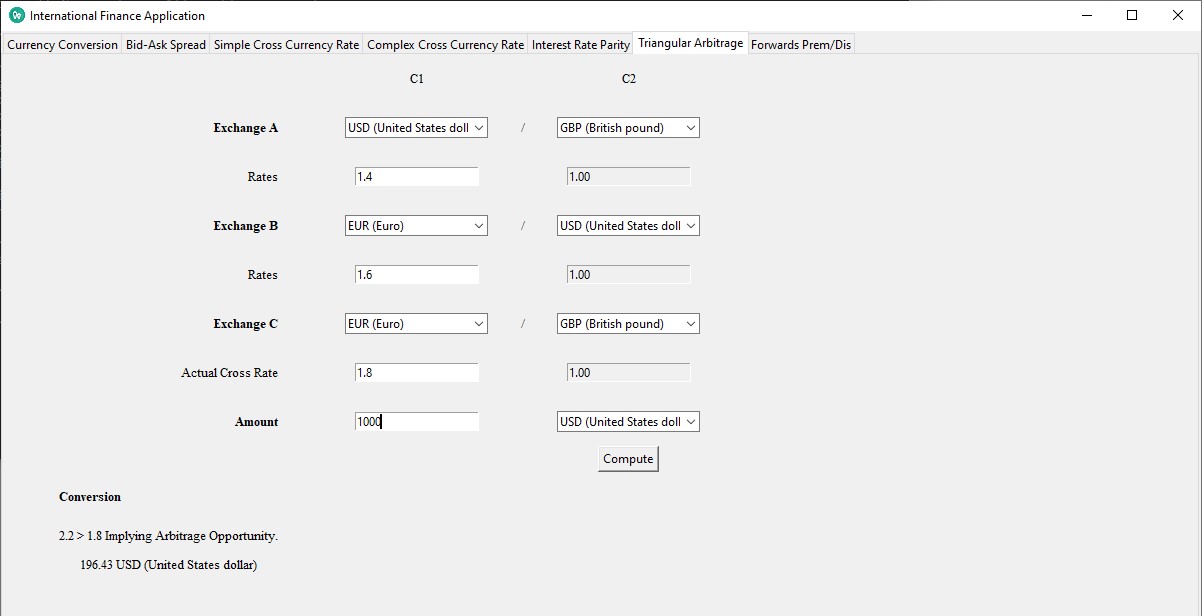 International Finance Application
Currency Conversion Bid-Ask Spread Simple Cross Currency Rate Complex Cross Currency Rate Interest Rate Parity Triangular Arbitrage Forwards Prem/Dis
C1 C2
Exchange A USD (United States doll / GBP (British pound)
Rates 1.4 1.00
Exchange B EUR (Euro) / USD (United States doll
Rates 1.6 1.00
Exchange C EUR (Euro) / GBP (British pound)
Actual Cross Rate 1.8 1.00
Amount 1000 USD (United States doll
Compute
Conversion
2.2 > 1.8 Implying Arbitrage Opportunity.
196.43 USD (United States dollar)